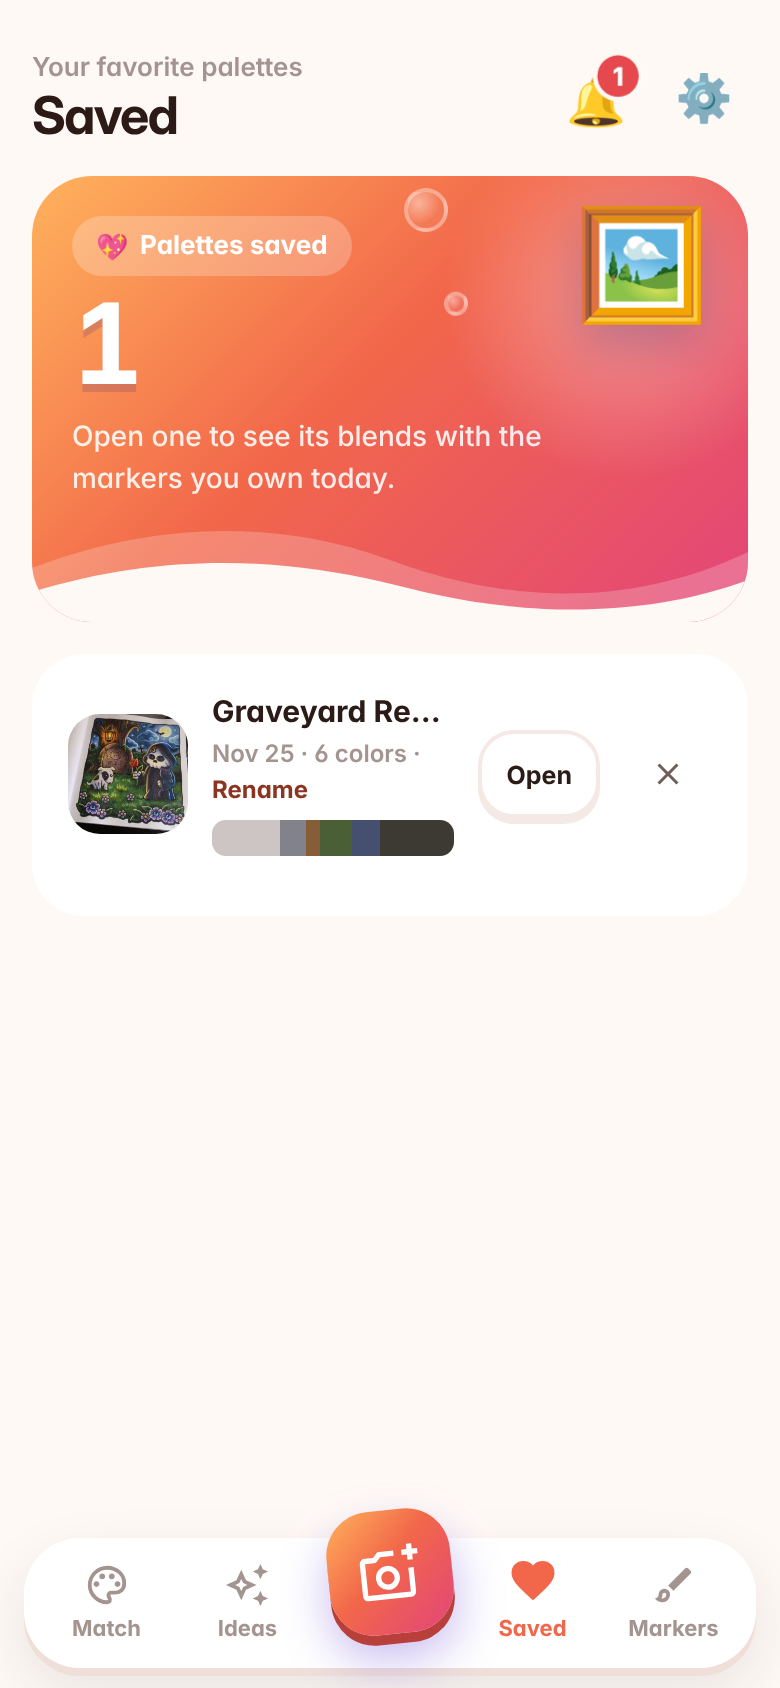 Your favorite palettes
Saved
1
Palettes saved
1
Open one to see its blends with the
markers you own today.
Graveyard Re...
Nov 25 · 6 colors ·
Rename
Open
Match
Ideas
Saved
Markers